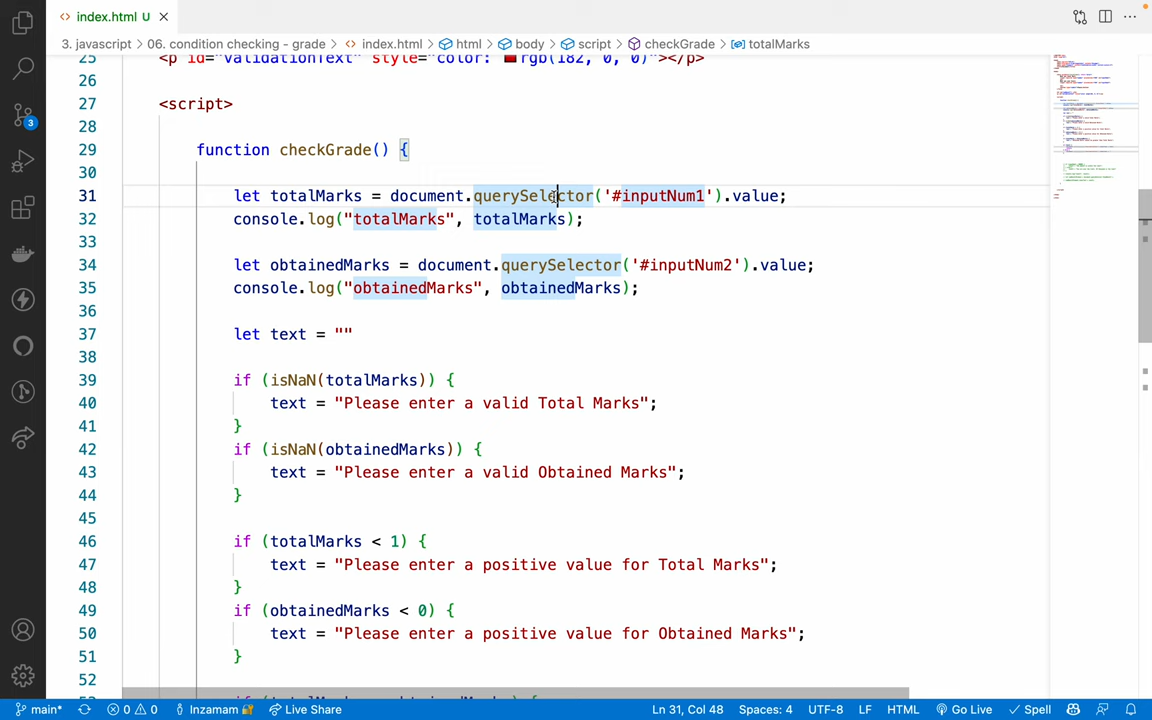 index.html U
3. javascript > 06. condition checking - grade > index.html > html > body > script > checkGrade > totalMarks
25 <p id="validationText" style="color: rgb(182, 0, 0)"></p>
26
27 <script>
28
29 function checkGrade() {
30
31 let totalMarks = document.querySelector('#inputNum1').value;
32 console.log("totalMarks", totalMarks);
33
34 let obtainedMarks = document.querySelector('#inputNum2').value;
35 console.log("obtainedMarks", obtainedMarks);
36
37 let text = ""
38
39 if (isNaN(totalMarks)) {
40 text = "Please enter a valid Total Marks";
41 }
42 if (isNaN(obtainedMarks)) {
43 text = "Please enter a valid Obtained Marks";
44 }
45
46 if (totalMarks < 1) {
47 text = "Please enter a positive value for Total Marks";
48 }
49 if (obtainedMarks < 0) {
50 text = "Please enter a positive value for Obtained Marks";
51 }
52
3
main* 0 0 Inzamam Live Share Ln 31, Col 48 Spaces: 4 UTF-8 LF HTML Go Live Spell